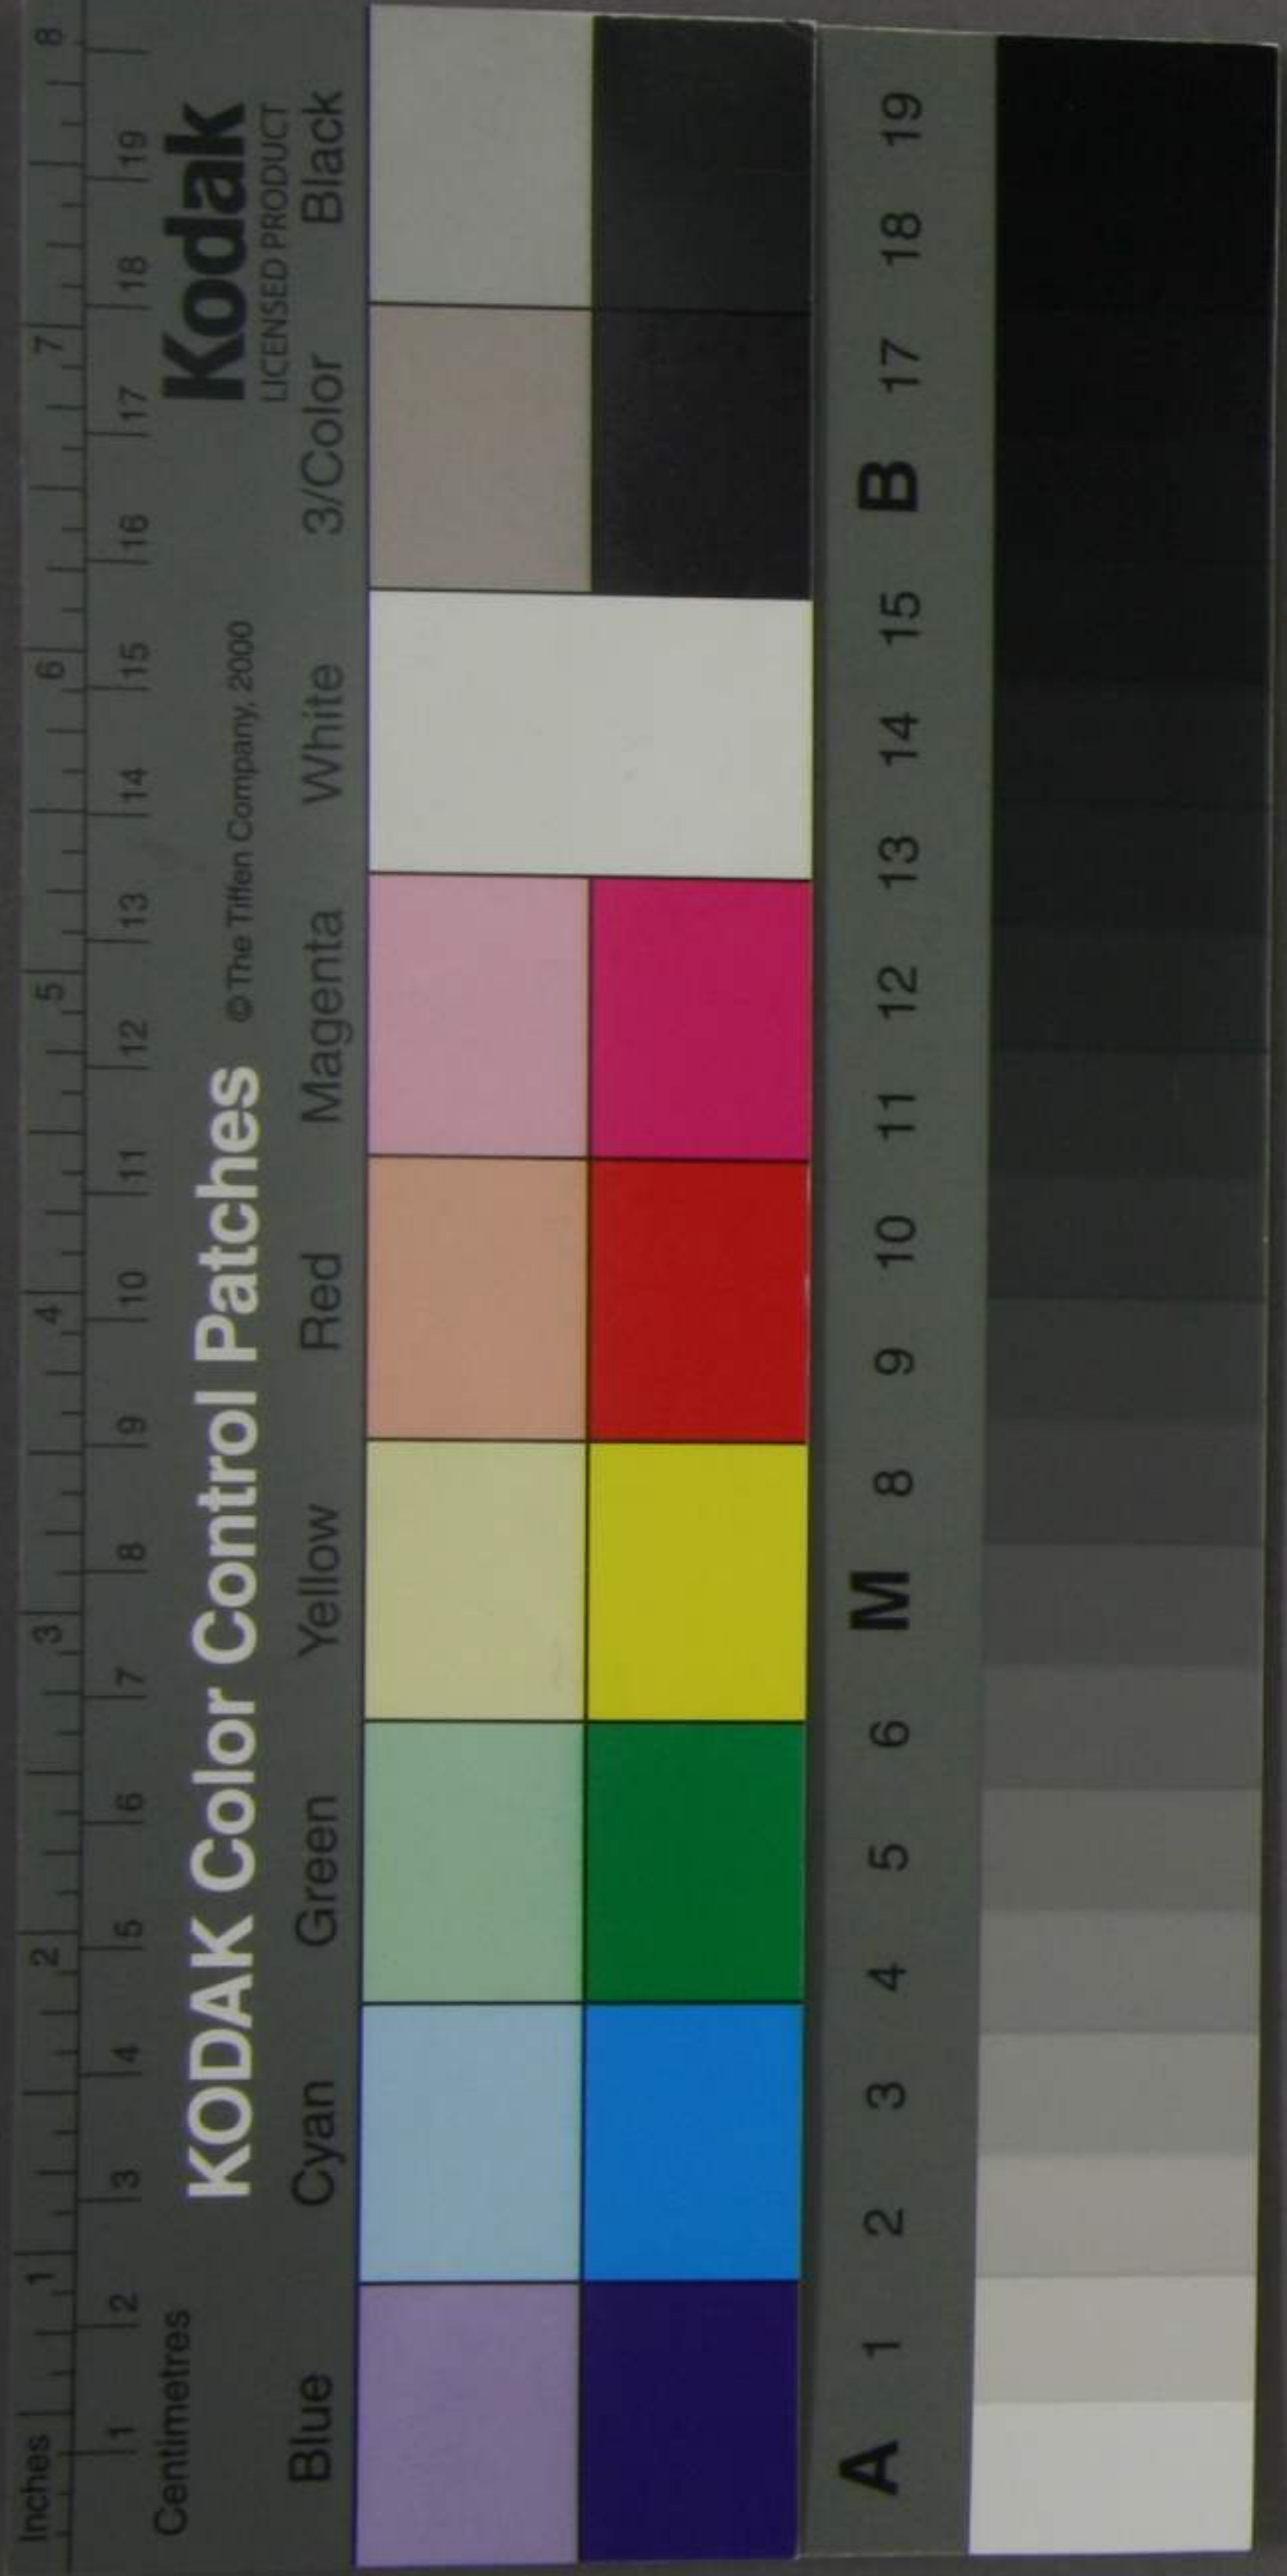 Inches 1 2 3 4 5 6 7 8
1 2 3 4 5 6 7 8 9 10 11 12 13 14 15 16 17 18 19
Centimetres
KODAK Color Control Patches © The Tiffen Company, 2000 Kodak
LICENSED PRODUCT
Blue Cyan Green Yellow Red Magenta White 3/Color Black
A 1 2 3 4 5 6 M 8 9 10 11 12 13 14 15 B 17 18 19